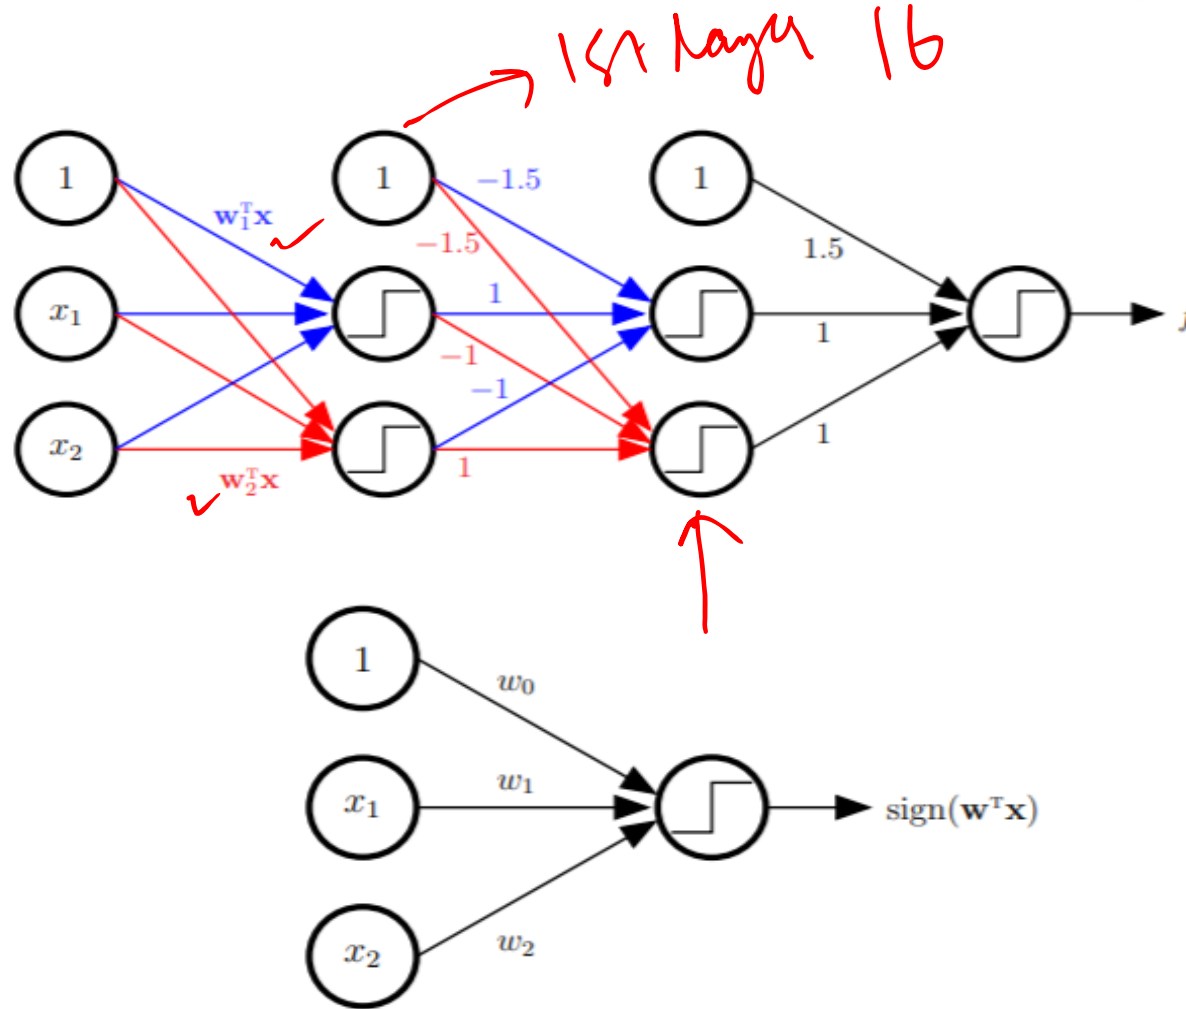 1st layer 16
1 1 −1.5 1
w₁ᵀx −1.5 1.5
x₁ 1 1
−1
x₂ −1 1
w₂ᵀx 1
1
w₀
x₁ w₁ sign(wᵀx)
x₂ w₂